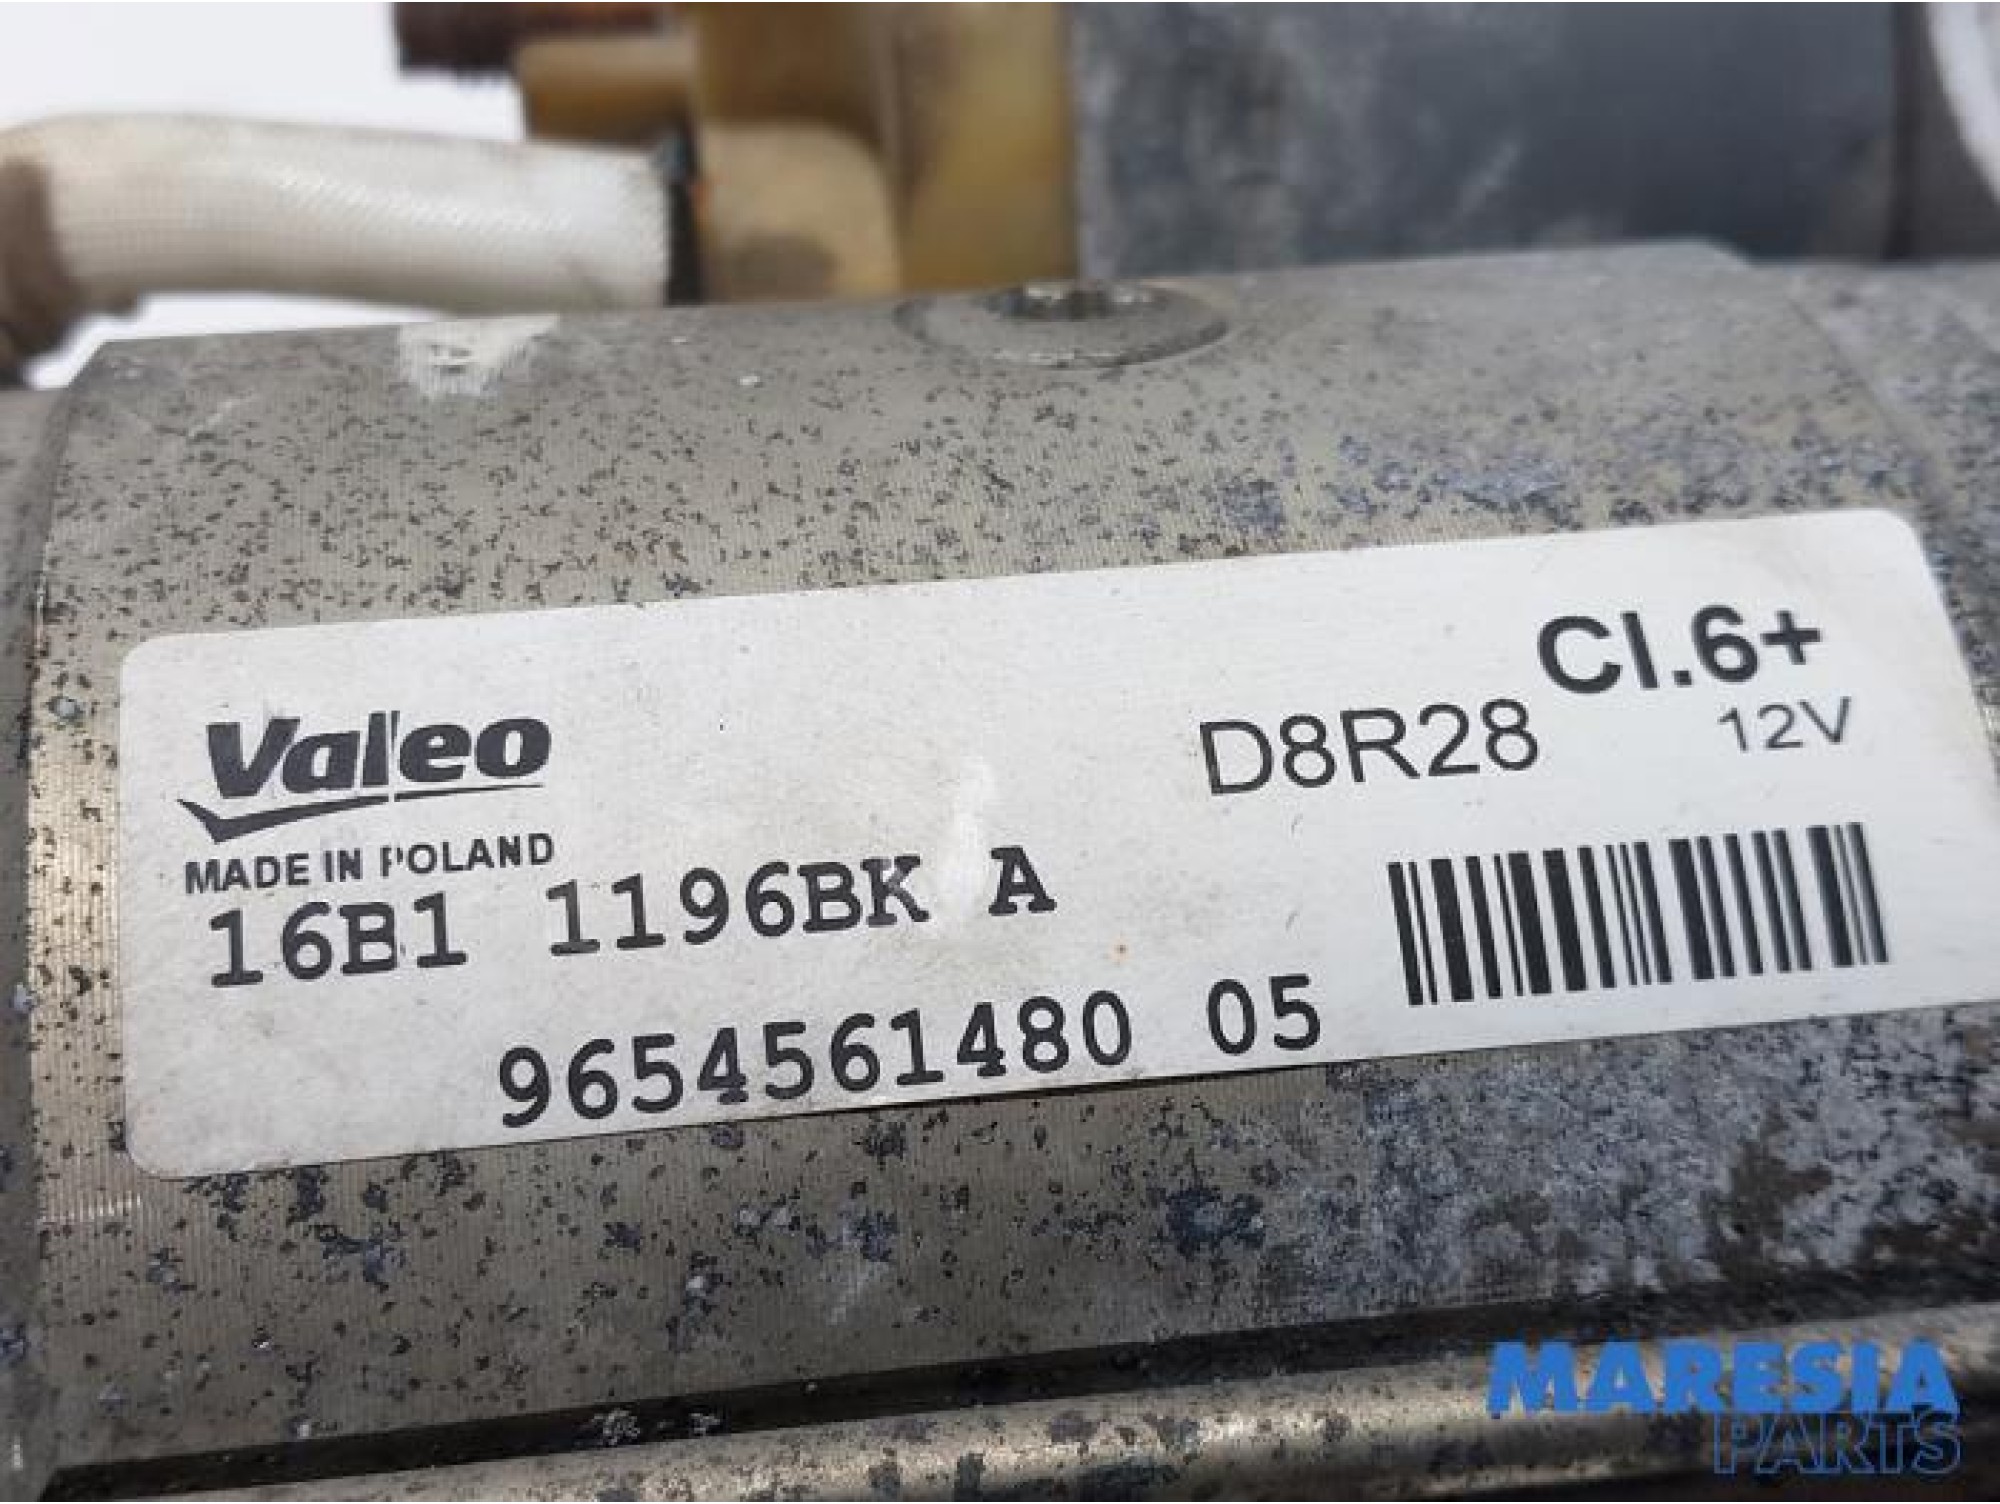 Valeo
MADE IN POLAND
Cl.6+
D8R28 12V
16B1 1196BK A
9654561480 05
MARESIA
PARTS